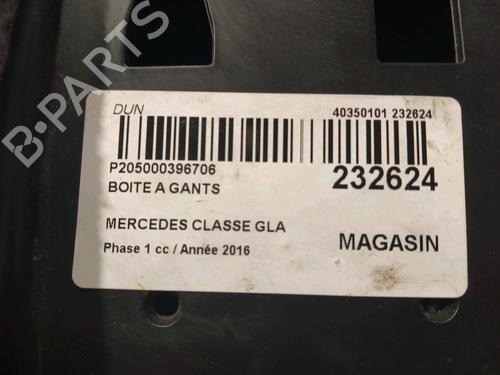 B-PARTS
DUN
40350101 232624
P205000396706
BOITE A GANTS
232624
MERCEDES CLASSE GLA
Phase 1 cc / Année 2016
MAGASIN